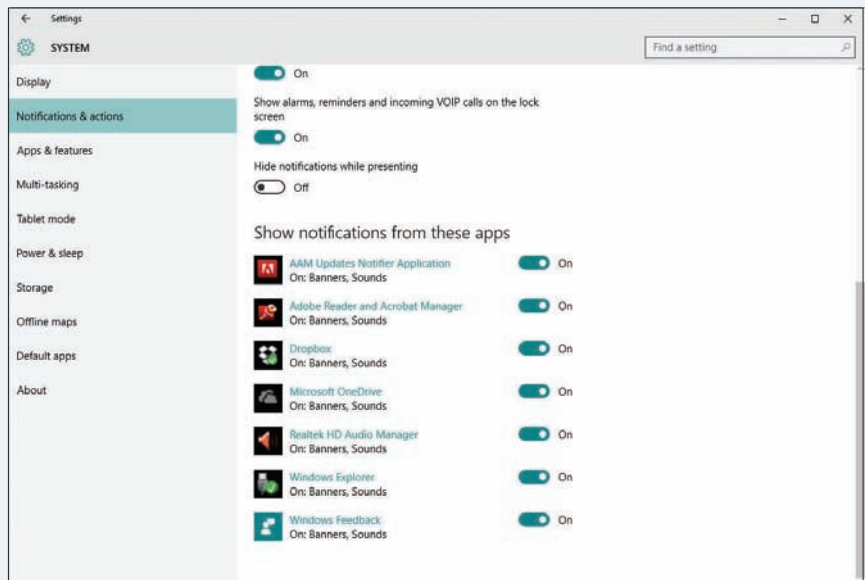 Settings
SYSTEM
Find a setting
Display
Notifications & actions
Apps & features
Multi-tasking
Tablet mode
Power & sleep
Storage
Offline maps
Default apps
About
On
Show alarms, reminders and incoming VOIP calls on the lock
screen
On
Hide notifications while presenting
Off
Show notifications from these apps
AAM Updates Notifier Application
On: Banners, Sounds
On
Adobe Reader and Acrobat Manager
On: Banners, Sounds
On
Dropbox
On: Banners, Sounds
On
Microsoft OneDrive
On: Banners, Sounds
On
Realtek HD Audio Manager
On: Banners, Sounds
On
Windows Explorer
On: Banners, Sounds
On
Windows Feedback
On: Banners, Sounds
On